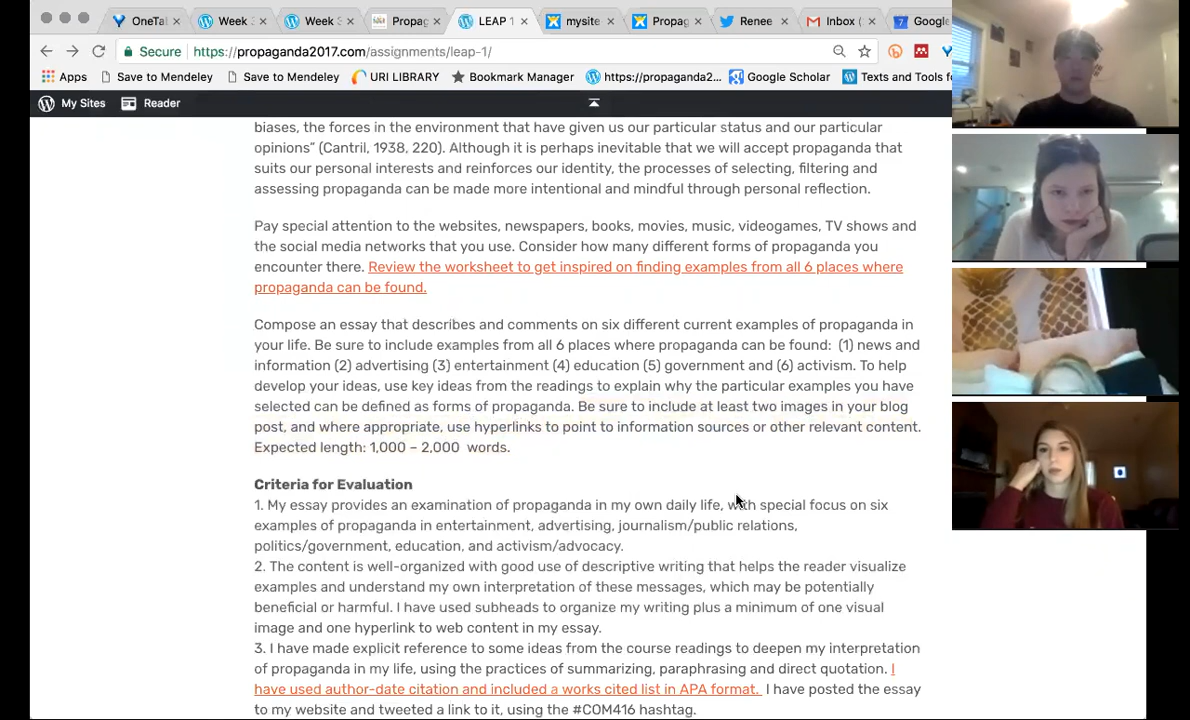 OneTa
Week
Week
Propag
LEAP 1
mysite
Propag
Renee
Inbox (
7
Google
Secure
https://propaganda2017.com/assignments/leap-1/
Apps
Save to Mendeley
Save to Mendeley
URI LIBRARY
Bookmark Manager
https://propaganda2...
Google Scholar
Texts and Tools fo
My Sites
Reader
biases, the forces in the environment that have given us our particular status and our particular
opinions” (Cantril, 1938, 220). Although it is perhaps inevitable that we will accept propaganda that
suits our personal interests and reinforces our identity, the processes of selecting, filtering and
assessing propaganda can be made more intentional and mindful through personal reflection.
Pay special attention to the websites, newspapers, books, movies, music, videogames, TV shows and
the social media networks that you use. Consider how many different forms of propaganda you
encounter there. Review the worksheet to get inspired on finding examples from all 6 places where
propaganda can be found.
Compose an essay that describes and comments on six different current examples of propaganda in
your life. Be sure to include examples from all 6 places where propaganda can be found: (1) news and
information (2) advertising (3) entertainment (4) education (5) government and (6) activism. To help
develop your ideas, use key ideas from the readings to explain why the particular examples you have
selected can be defined as forms of propaganda. Be sure to include at least two images in your blog
post, and where appropriate, use hyperlinks to point to information sources or other relevant content.
Expected length: 1,000 – 2,000 words.
Criteria for Evaluation
1. My essay provides an examination of propaganda in my own daily life, with special focus on six
examples of propaganda in entertainment, advertising, journalism/public relations,
politics/government, education, and activism/advocacy.
2. The content is well-organized with good use of descriptive writing that helps the reader visualize
examples and understand my own interpretation of these messages, which may be potentially
beneficial or harmful. I have used subheads to organize my writing plus a minimum of one visual
image and one hyperlink to web content in my essay.
3. I have made explicit reference to some ideas from the course readings to deepen my interpretation
of propaganda in my life, using the practices of summarizing, paraphrasing and direct quotation. I
have used author-date citation and included a works cited list in APA format. I have posted the essay
to my website and tweeted a link to it, using the #COM416 hashtag.